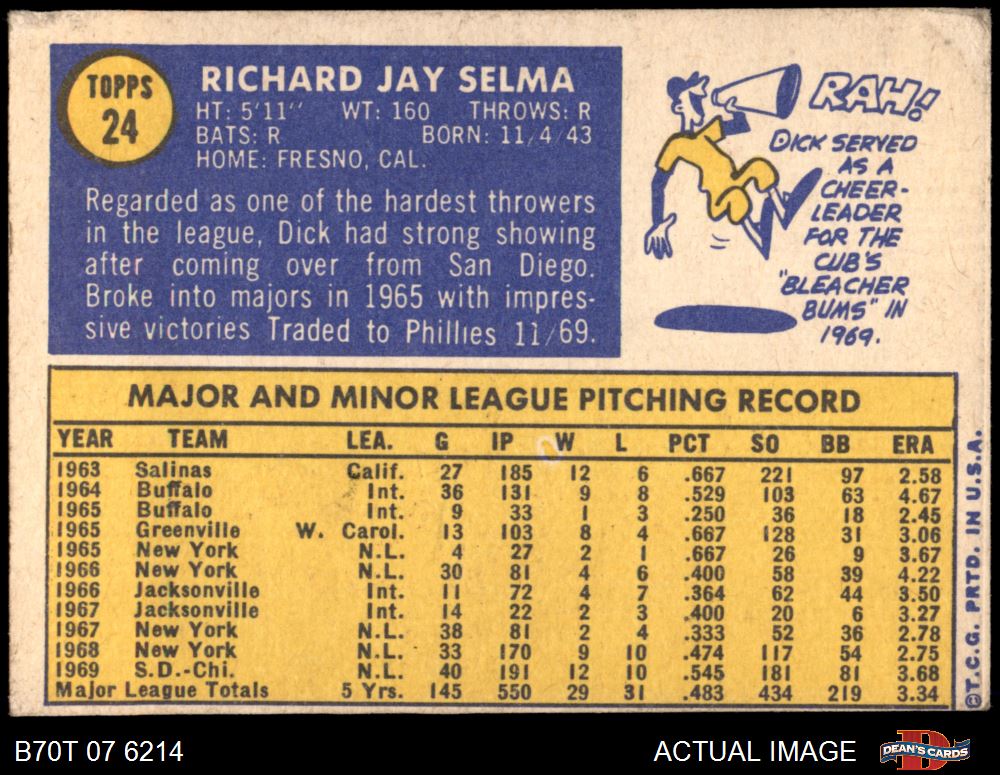 TOPPS
24
RICHARD JAY SELMA
HT: 5'11" WT: 160 THROWS: R
BATS: R BORN: 11/4/43
HOME: FRESNO, CAL.
Regarded as one of the hardest throwers
in the league, Dick had strong showing
after coming over from San Diego.
Broke into majors in 1965 with impres-
sive victories Traded to Phillies 11/69.
RAH!
DICK SERVED
AS A
CHEER-
LEADER
FOR THE
CUB'S
"BLEACHER
BUMS" IN
1969.
MAJOR AND MINOR LEAGUE PITCHING RECORD
YEAR TEAM LEA. G IP W L PCT SO BB ERA
1963 Salinas Calif. 27 185 12 6 .667 221 97 2.58
1964 Buffalo Int. 36 131 9 8 .529 103 63 4.67
1965 Buffalo Int. 9 33 1 3 .250 36 18 2.45
1965 Greenville W. Carol. 13 103 8 4 .667 128 31 3.06
1965 New York N.L. 4 27 2 1 .667 26 9 3.67
1966 New York N.L. 30 81 4 6 .400 58 39 4.22
1966 Jacksonville Int. 11 72 4 7 .364 62 44 3.50
1967 Jacksonville Int. 14 22 2 3 .400 20 6 3.27
1967 New York N.L. 38 81 2 4 .333 52 36 2.78
1968 New York N.L. 33 170 9 10 .474 117 54 2.75
1969 S.D.-Chi. N.L. 40 191 12 10 .545 181 81 3.68
Major League Totals 5 Yrs. 145 550 29 31 .483 434 219 3.34
©T.C.G. PRTD. IN U.S.A.
B70T 07 6214
ACTUAL IMAGE
DEAN'S CARDS